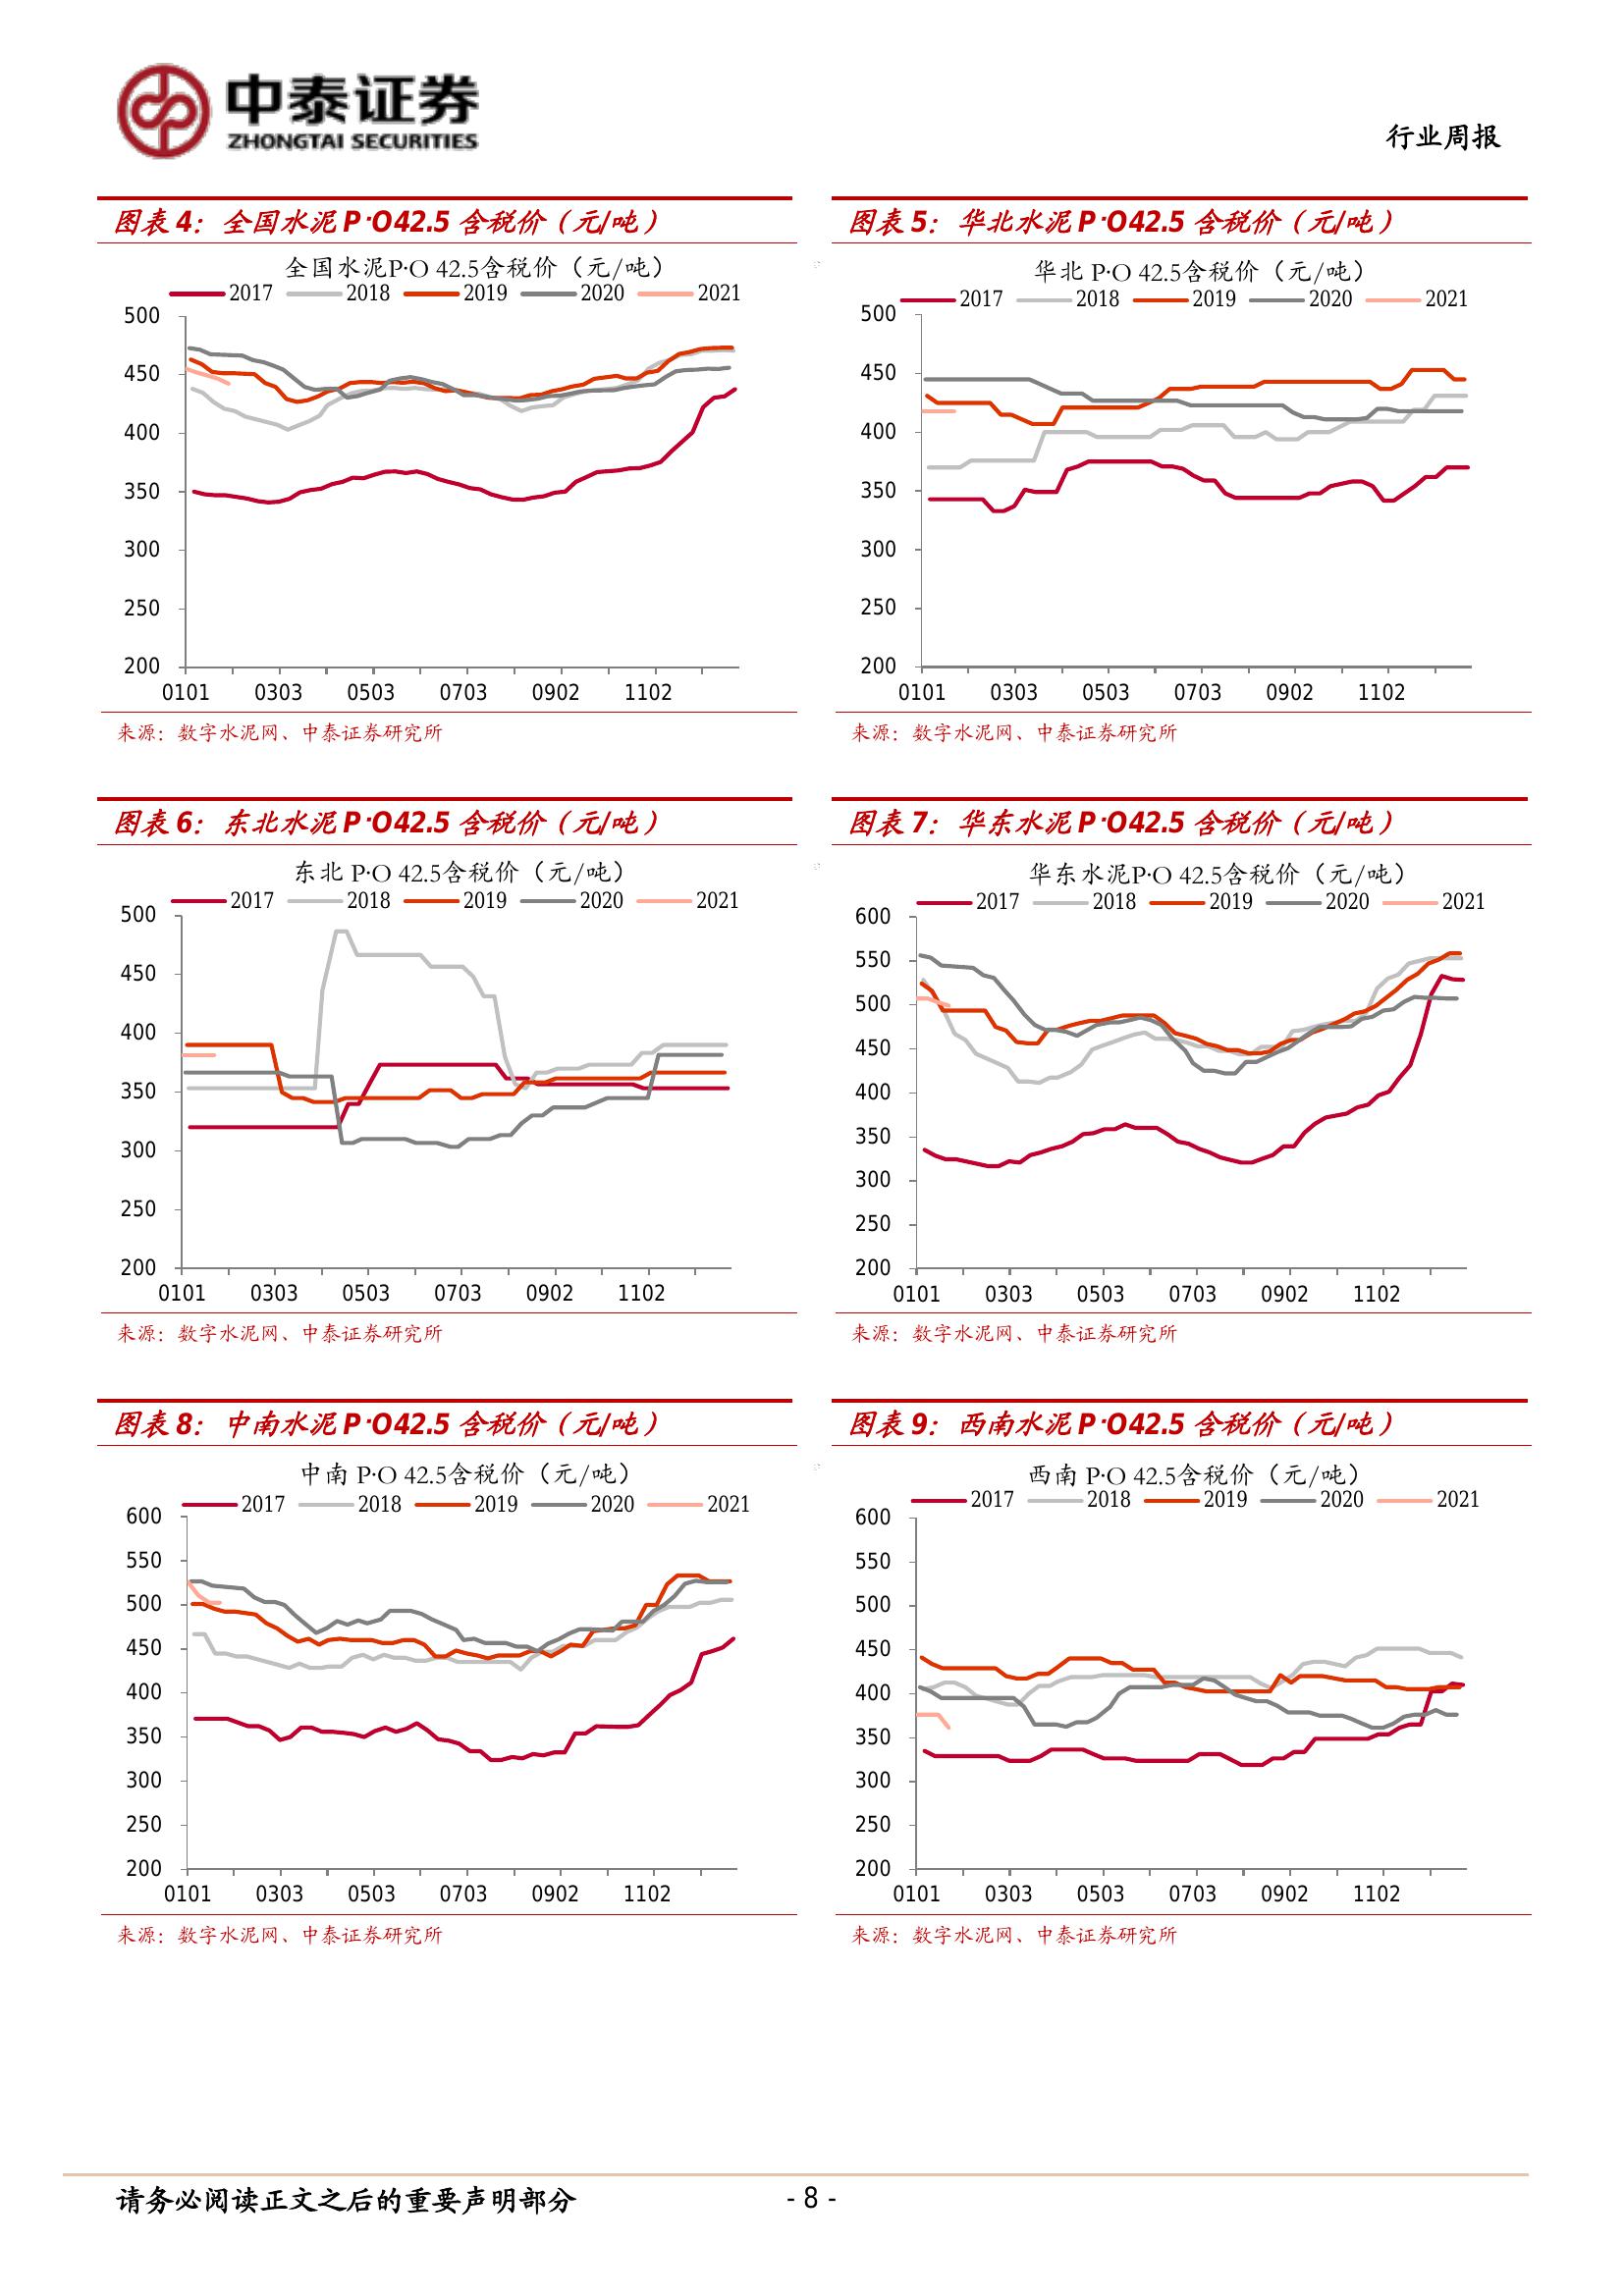 中泰证券
ZHONGTAI SECURITIES
行业周报
图表 4：全国水泥 P·O42.5 含税价（元/吨）
全国水泥P·O 42.5含税价（元/吨）
2017 2018 2019 2020 2021
500
450
400
350
300
250
200
0101 0303 0503 0703 0902 1102
来源：数字水泥网、中泰证券研究所
图表 5：华北水泥 P·O42.5 含税价（元/吨）
华北 P·O 42.5含税价（元/吨）
2017 2018 2019 2020 2021
500
450
400
350
300
250
200
0101 0303 0503 0703 0902 1102
来源：数字水泥网、中泰证券研究所
图表 6：东北水泥 P·O42.5 含税价（元/吨）
东北 P·O 42.5含税价（元/吨）
2017 2018 2019 2020 2021
500
450
400
350
300
250
200
0101 0303 0503 0703 0902 1102
来源：数字水泥网、中泰证券研究所
图表 7：华东水泥 P·O42.5 含税价（元/吨）
华东水泥P·O 42.5含税价（元/吨）
2017 2018 2019 2020 2021
600
550
500
450
400
350
300
250
200
0101 0303 0503 0703 0902 1102
来源：数字水泥网、中泰证券研究所
图表 8：中南水泥 P·O42.5 含税价（元/吨）
中南 P·O 42.5含税价（元/吨）
2017 2018 2019 2020 2021
600
550
500
450
400
350
300
250
200
0101 0303 0503 0703 0902 1102
来源：数字水泥网、中泰证券研究所
图表 9：西南水泥 P·O42.5 含税价（元/吨）
西南 P·O 42.5含税价（元/吨）
2017 2018 2019 2020 2021
600
550
500
450
400
350
300
250
200
0101 0303 0503 0703 0902 1102
来源：数字水泥网、中泰证券研究所
请务必阅读正文之后的重要声明部分
- 8 -